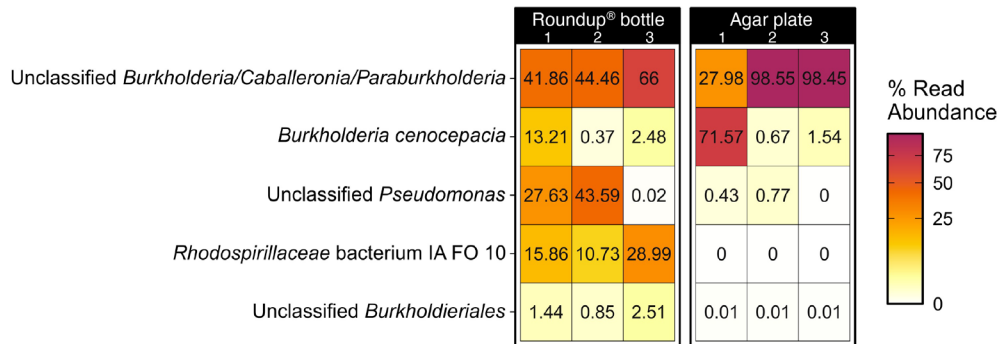 Roundup® bottle Agar plate
1 2 3 1 2 3
Unclassified Burkholderia/Caballeronia/Paraburkholderia 41.86 44.46 66 27.98 98.55 98.45
Burkholderia cenocepacia 13.21 0.37 2.48 71.57 0.67 1.54
Unclassified Pseudomonas 27.63 43.59 0.02 0.43 0.77 0
Rhodospirillaceae bacterium IA FO 10 15.86 10.73 28.99 0 0 0
Unclassified Burkholdieriales 1.44 0.85 2.51 0.01 0.01 0.01
% Read
Abundance
75
50
25
0